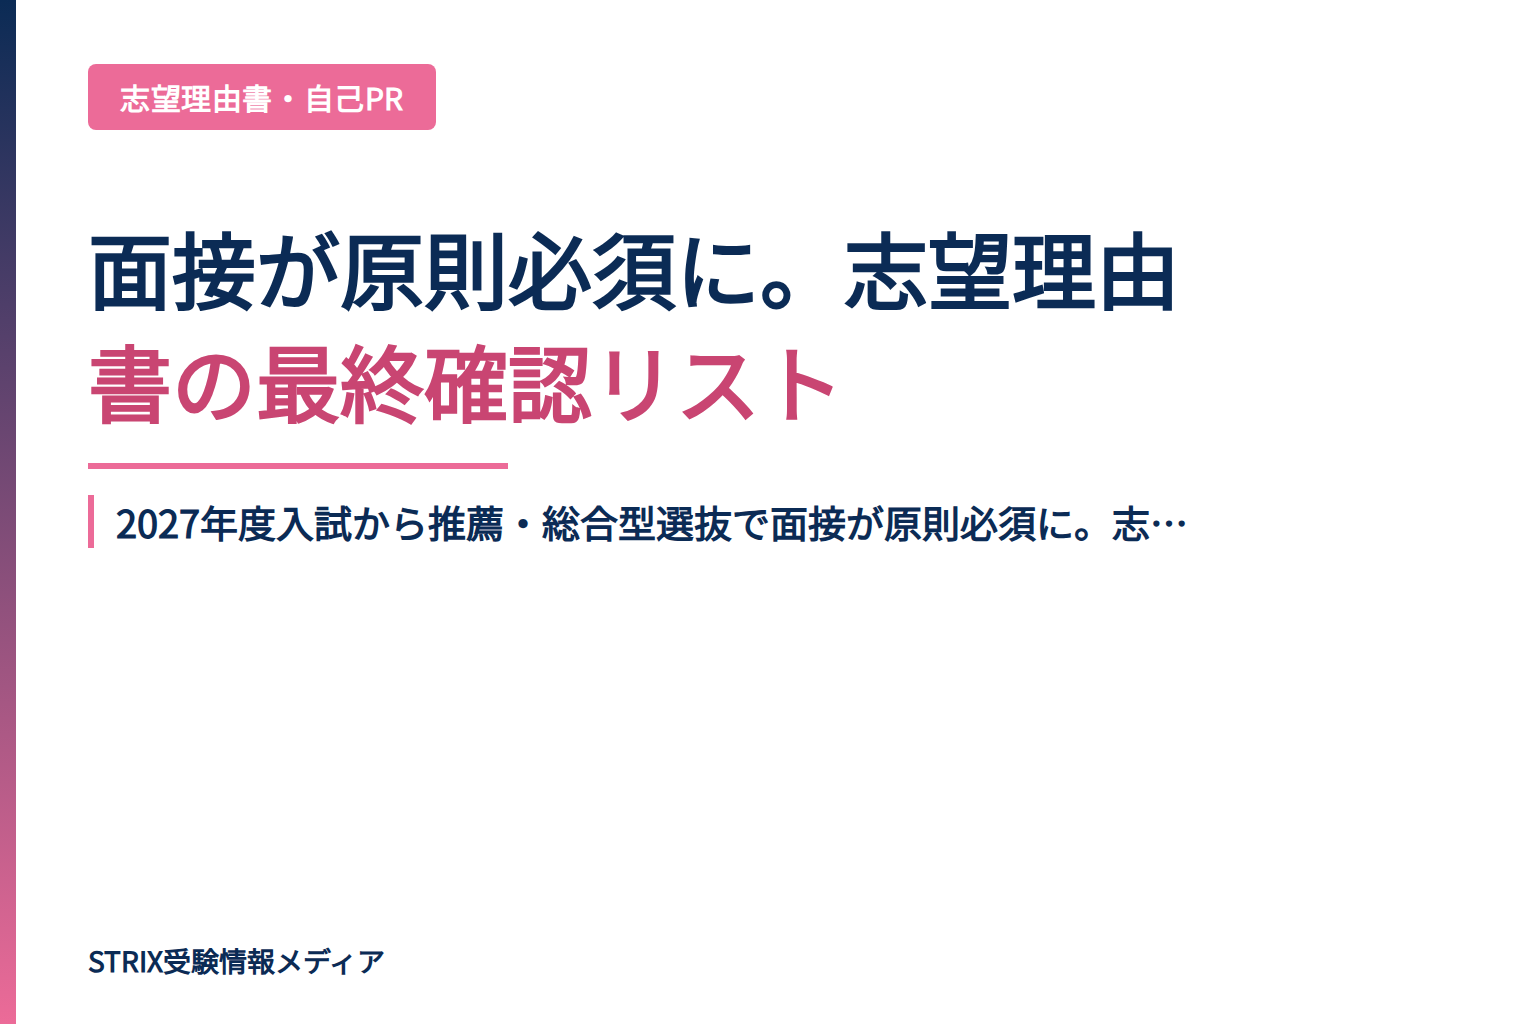 志望理由書・自己PR
面接が原則必須に。志望理由
書の最終確認リスト
2027年度入試から推薦・総合型選抜で面接が原則必須に。志…
STRIX受験情報メディア